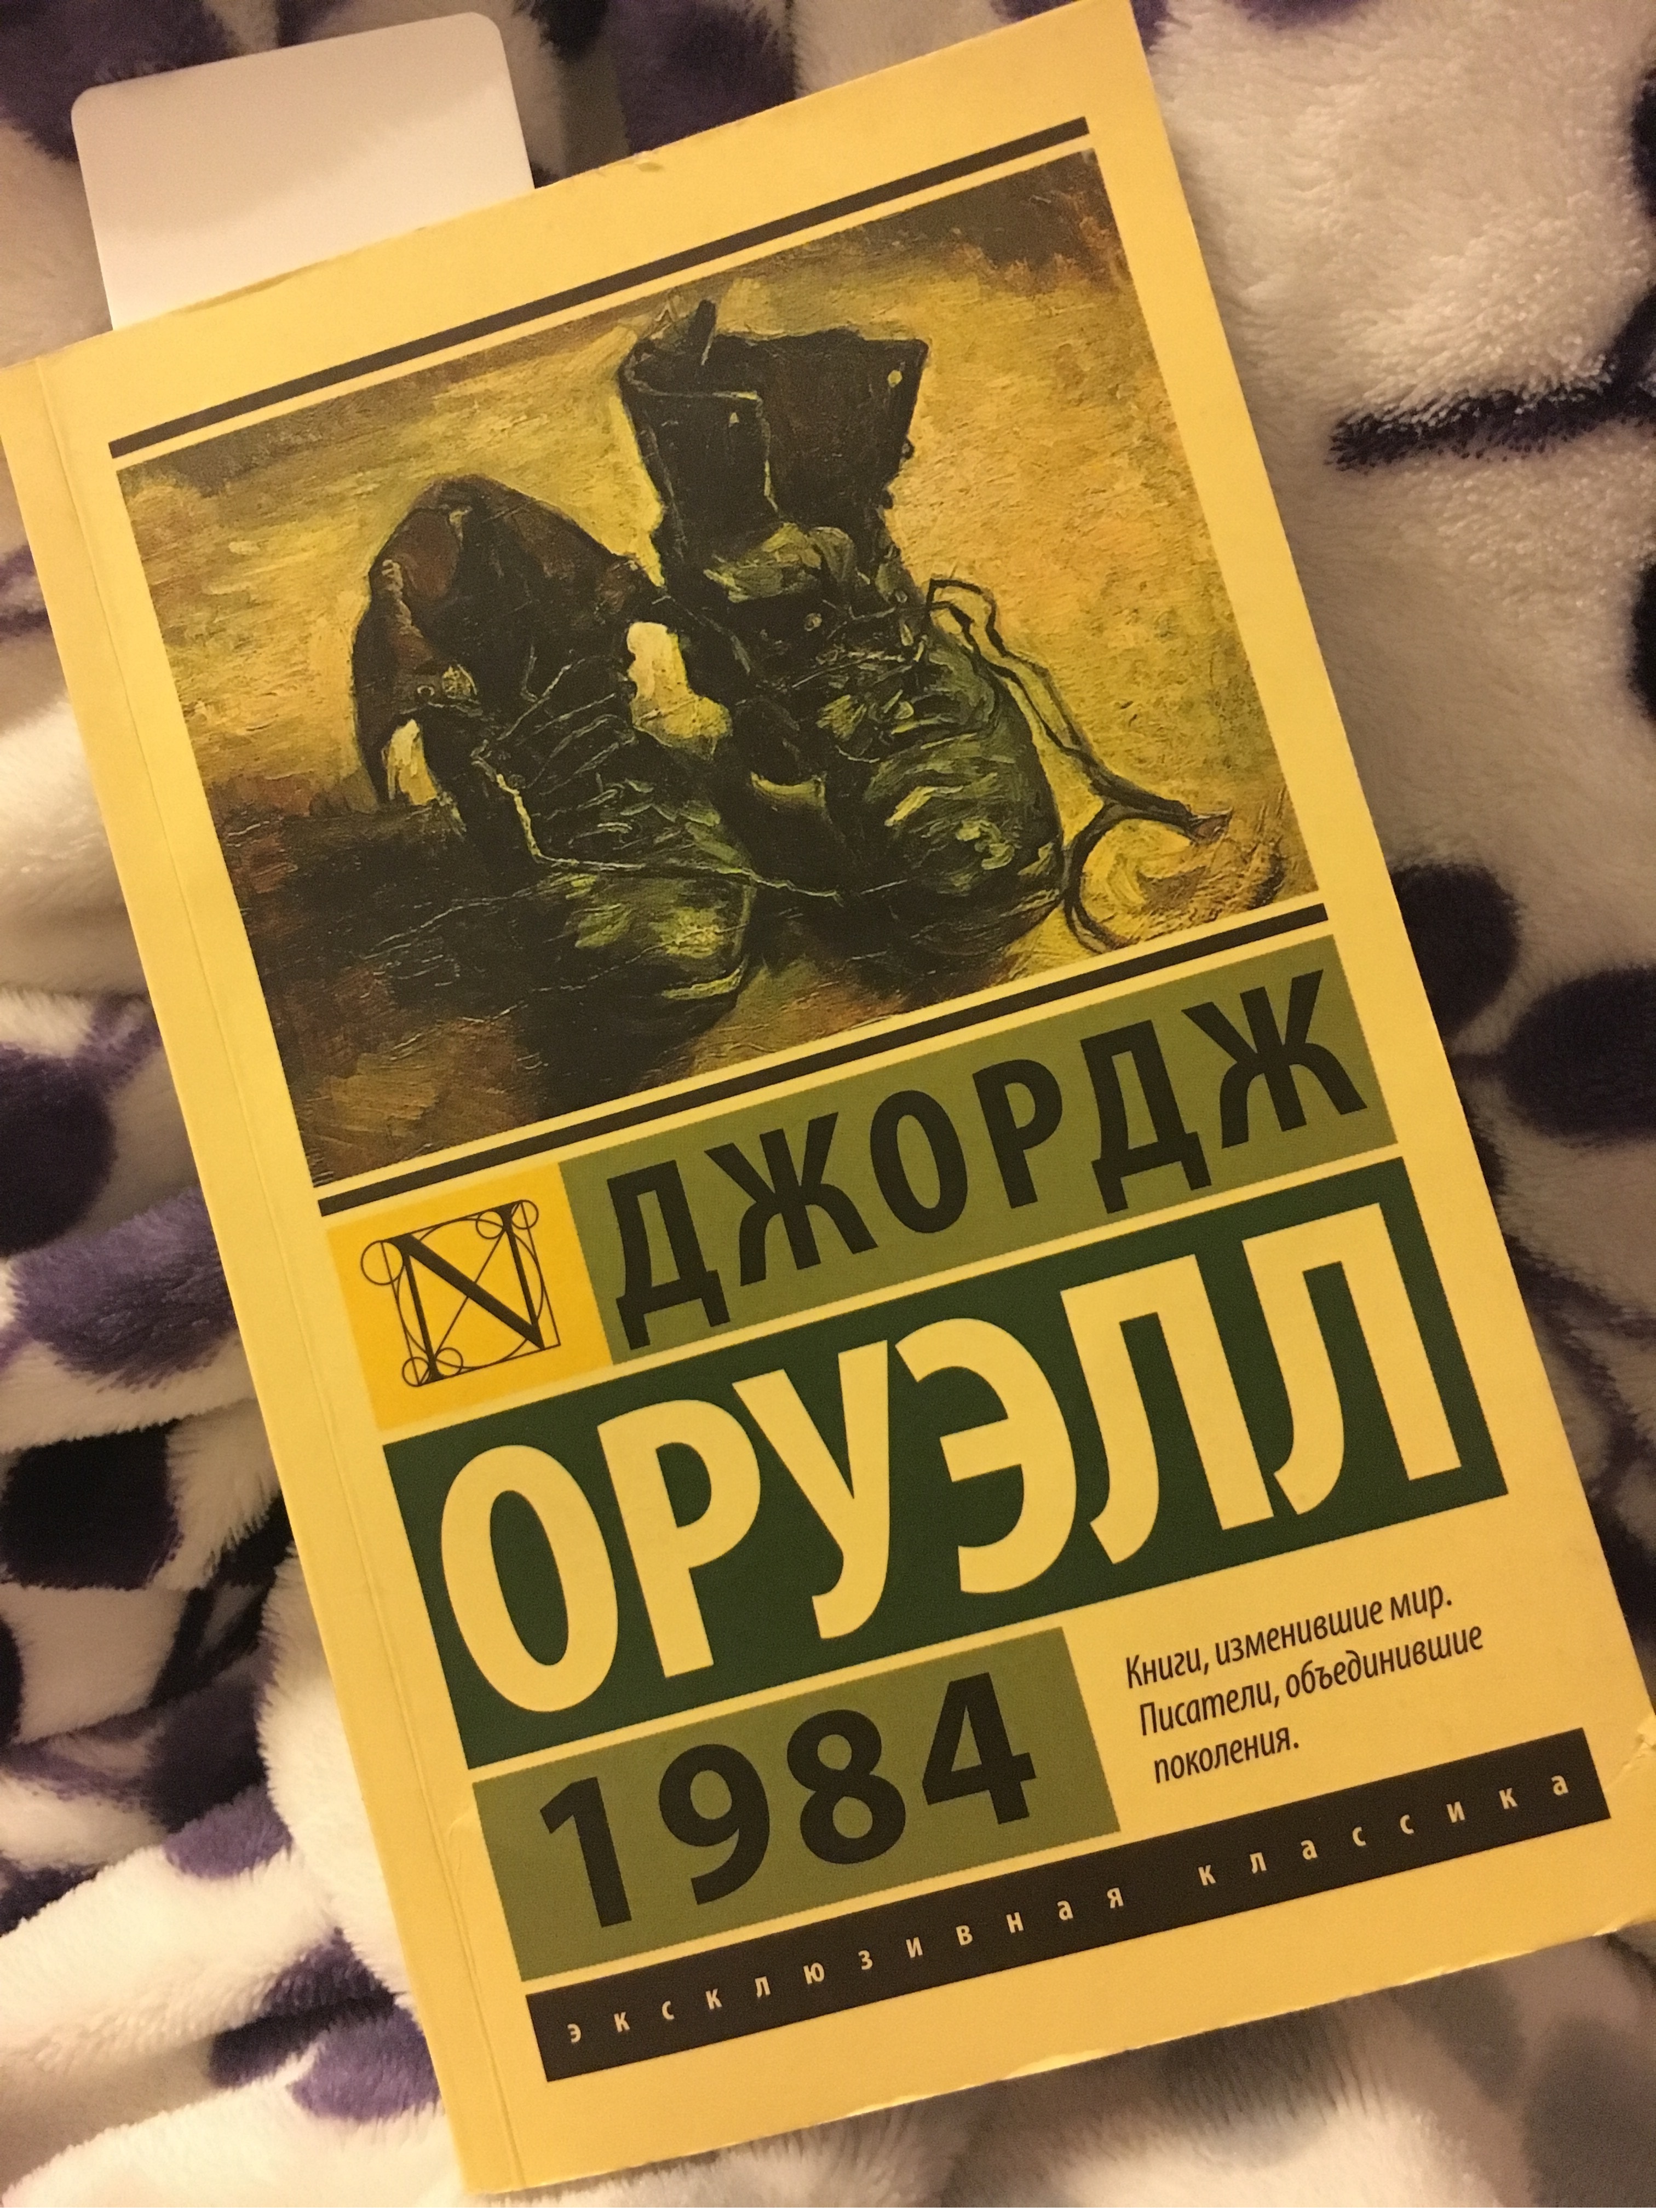 N
ДЖОРДЖ
ОРУЭЛЛ
1984
Книги, изменившие мир.
Писатели, объединившие
поколения.
эксклюзивная классика